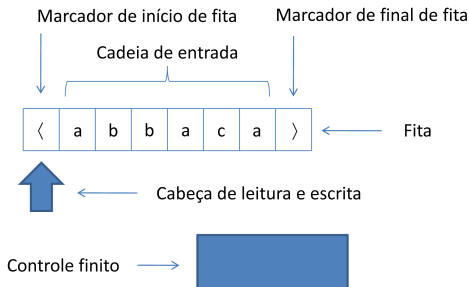 Marcador de início de fita
Marcador de final de fita
Cadeia de entrada
〈 a b b a c a 〉
Fita
Cabeça de leitura e escrita
Controle finito